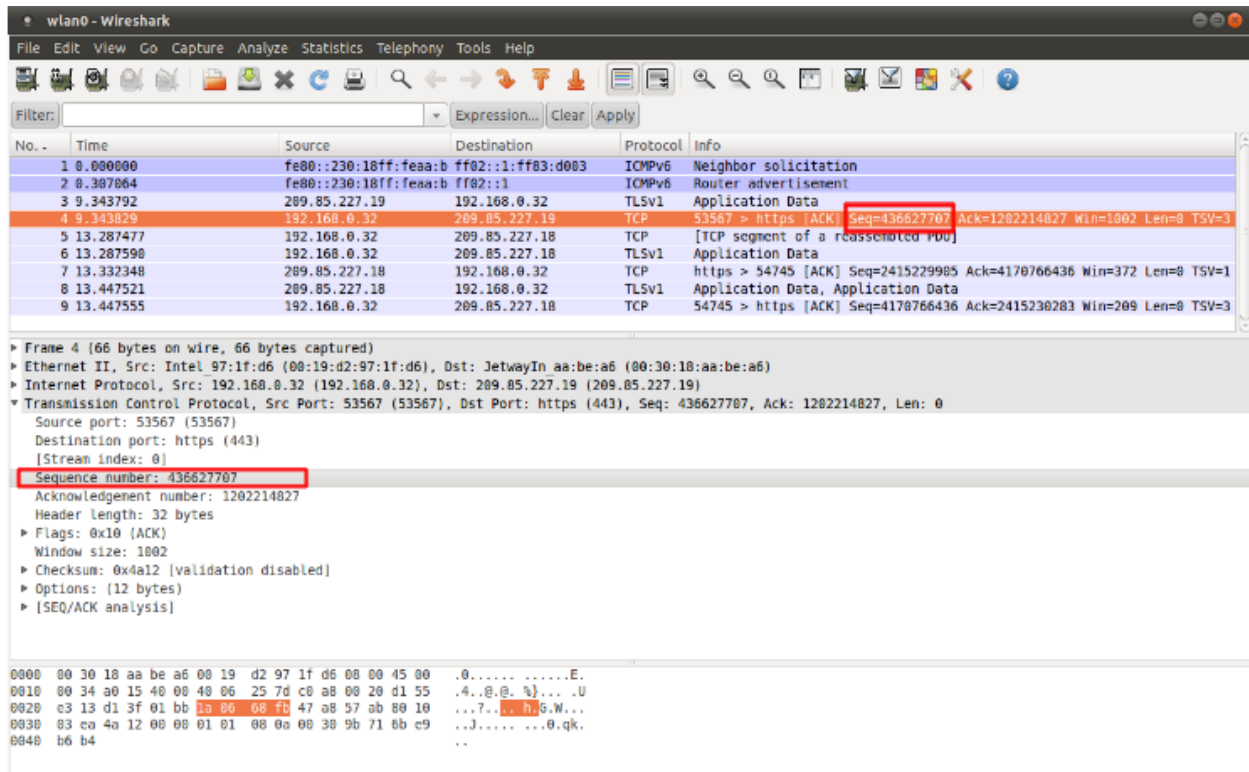 wlan0 - Wireshark
File Edit View Go Capture Analyze Statistics Telephony Tools Help
Filter: Expression... Clear Apply
No. . Time Source Destination Protocol Info
1 0.000000 fe80::230:18ff:feaa:b ff02::1:ff83:d003 ICMPv6 Neighbor solicitation
2 0.307064 fe80::230:18ff:feaa:b ff02::1 ICMPv6 Router advertisement
3 9.343792 209.85.227.19 192.168.0.32 TLSv1 Application Data
4 9.343829 192.168.0.32 209.85.227.19 TCP 53567 > https [ACK] Seq=436627707 Ack=1202214827 Win=1002 Len=0 TSV=3
5 13.287477 192.168.0.32 209.85.227.18 TCP [TCP segment of a reassembled PDU]
6 13.287590 192.168.0.32 209.85.227.18 TLSv1 Application Data
7 13.332348 209.85.227.18 192.168.0.32 TCP https > 54745 [ACK] Seq=2415229905 Ack=4170766436 Win=372 Len=0 TSV=1
8 13.447521 209.85.227.18 192.168.0.32 TLSv1 Application Data, Application Data
9 13.447555 192.168.0.32 209.85.227.18 TCP 54745 > https [ACK] Seq=4170766436 Ack=2415230283 Win=209 Len=0 TSV=3
Frame 4 (66 bytes on wire, 66 bytes captured)
Ethernet II, Src: Intel_97:1f:d6 (00:19:d2:97:1f:d6), Dst: JetwayIn_aa:be:a6 (00:30:18:aa:be:a6)
Internet Protocol, Src: 192.168.0.32 (192.168.0.32), Dst: 209.85.227.19 (209.85.227.19)
Transmission Control Protocol, Src Port: 53567 (53567), Dst Port: https (443), Seq: 436627707, Ack: 1202214827, Len: 0
Source port: 53567 (53567)
Destination port: https (443)
[Stream index: 0]
Sequence number: 436627707
Acknowledgement number: 1202214827
Header length: 32 bytes
Flags: 0x10 (ACK)
Window size: 1002
Checksum: 0x4a12 [validation disabled]
Options: (12 bytes)
[SEQ/ACK analysis]
0000 00 30 18 aa be a6 00 19 d2 97 1f d6 08 00 45 00 .0...... ......E.
0010 00 34 a0 15 40 00 40 06 25 7d c0 a8 00 20 d1 55 .4..@.@. %}... .U
0020 e3 13 d1 3f 01 bb 1a 06 68 fb 47 a8 57 ab 80 10 ...?.... h.G.W...
0030 03 ea 4a 12 00 00 01 01 08 0a 00 30 9b 71 6b e9 ..J..... ...0.qk.
0040 b6 b4 ..